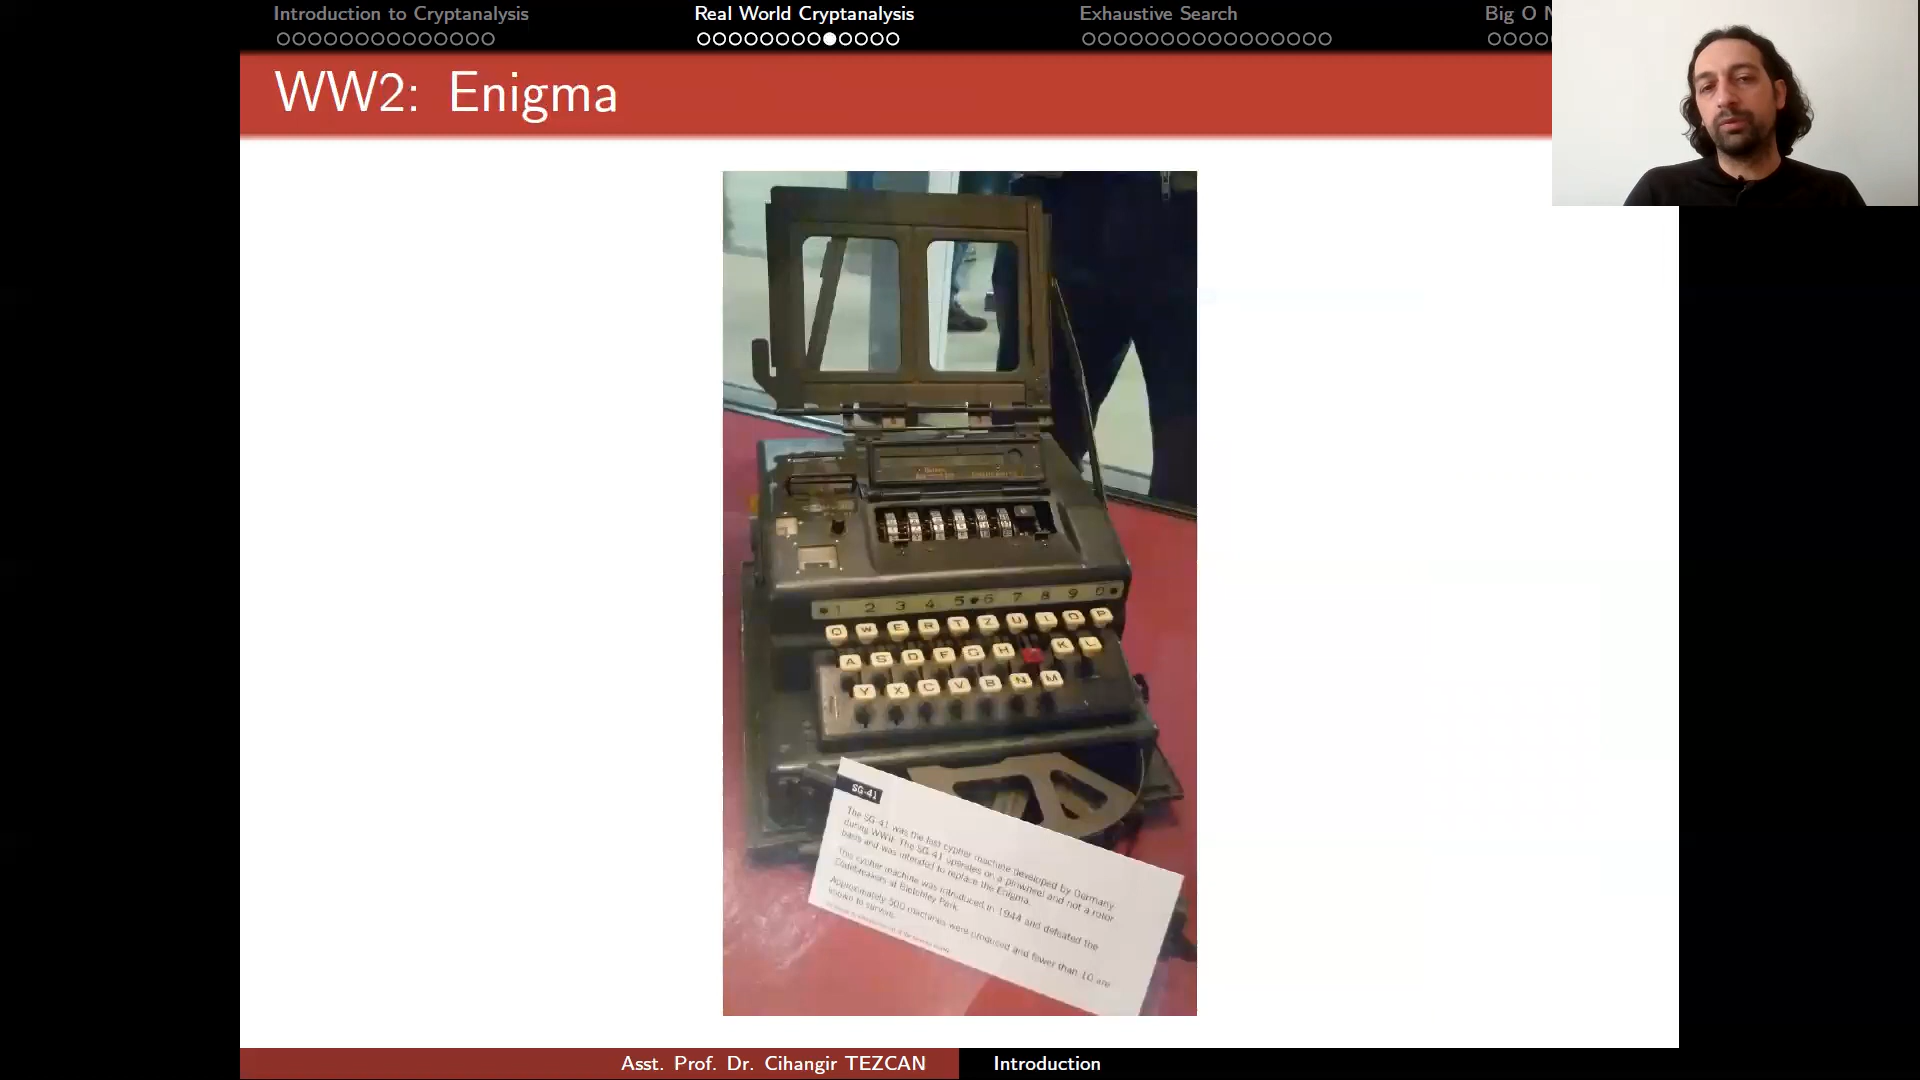 Introduction to Cryptanalysis
Real World Cryptanalysis
Exhaustive Search
Big O
WW2: Enigma
1 2 3 4 5 6 7 8 9 0
Q W E R T Z U I O P
A S D F G H K L
Y X C V B N M
SG-41
The SG-41 was the last cypher machine developed by Germany
during WWII. The SG-41 operates on a pinwheel and not a rotor
basis and was intended to replace the Enigma.
This cypher machine was introduced in 1944 and defeated the
Codebreakers at Bletchley Park.
Approximately 500 machines were produced and fewer than 10 are
known to survive.
Asst. Prof. Dr. Cihangir TEZCAN
Introduction